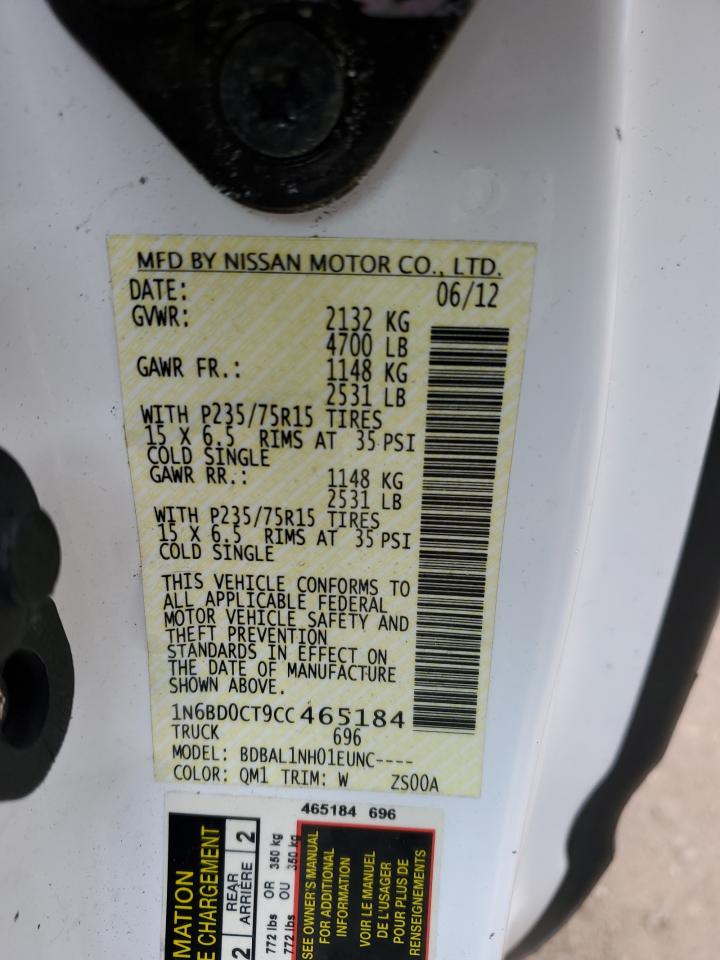 MFD BY NISSAN MOTOR CO., LTD.
DATE: 06/12
GVWR: 2132 KG
4700 LB
GAWR FR.: 1148 KG
2531 LB
WITH P235/75R15 TIRES
15 X 6.5 RIMS AT 35 PSI
COLD SINGLE
GAWR RR.: 1148 KG
2531 LB
WITH P235/75R15 TIRES
15 X 6.5 RIMS AT 35 PSI
COLD SINGLE
THIS VEHICLE CONFORMS TO
ALL APPLICABLE FEDERAL
MOTOR VEHICLE SAFETY AND
THEFT PREVENTION
STANDARDS IN EFFECT ON
THE DATE OF MANUFACTURE
SHOWN ABOVE.
1N6BD0CT9CC465184
TRUCK 696
MODEL: BDBAL1NH01EUNC----
COLOR: QM1 TRIM: W ZS00A
465184 696
MATION
E CHARGEMENT
2 REAR 2
ARRIÈRE
772 lbs OR 350 kg
772 lbs OU 350 kg
SEE OWNER'S MANUAL
FOR ADDITIONAL
INFORMATION
VOIR LE MANUEL
DE L'USAGER
POUR PLUS DE
RENSEIGNEMENTS